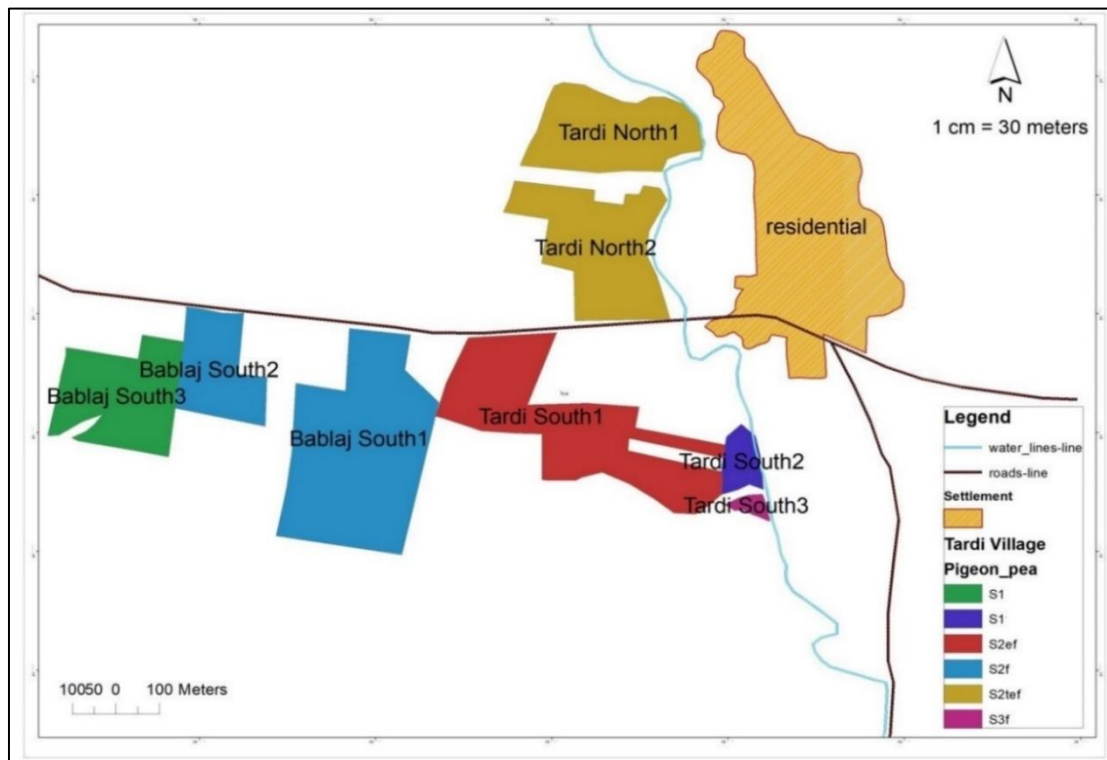 N
1 cm = 30 meters
Tardi North1
residential
Tardi North2
Bablaj South2
Bablaj South3
Tardi South1
Bablaj South1
Tardi South2
Tardi South3
Legend
water_lines-line
roads-line
Settlement
Tardi Village
Pigeon_pea
S1
S1
S2ef
S2f
S2tef
S3f
10050 0 100 Meters